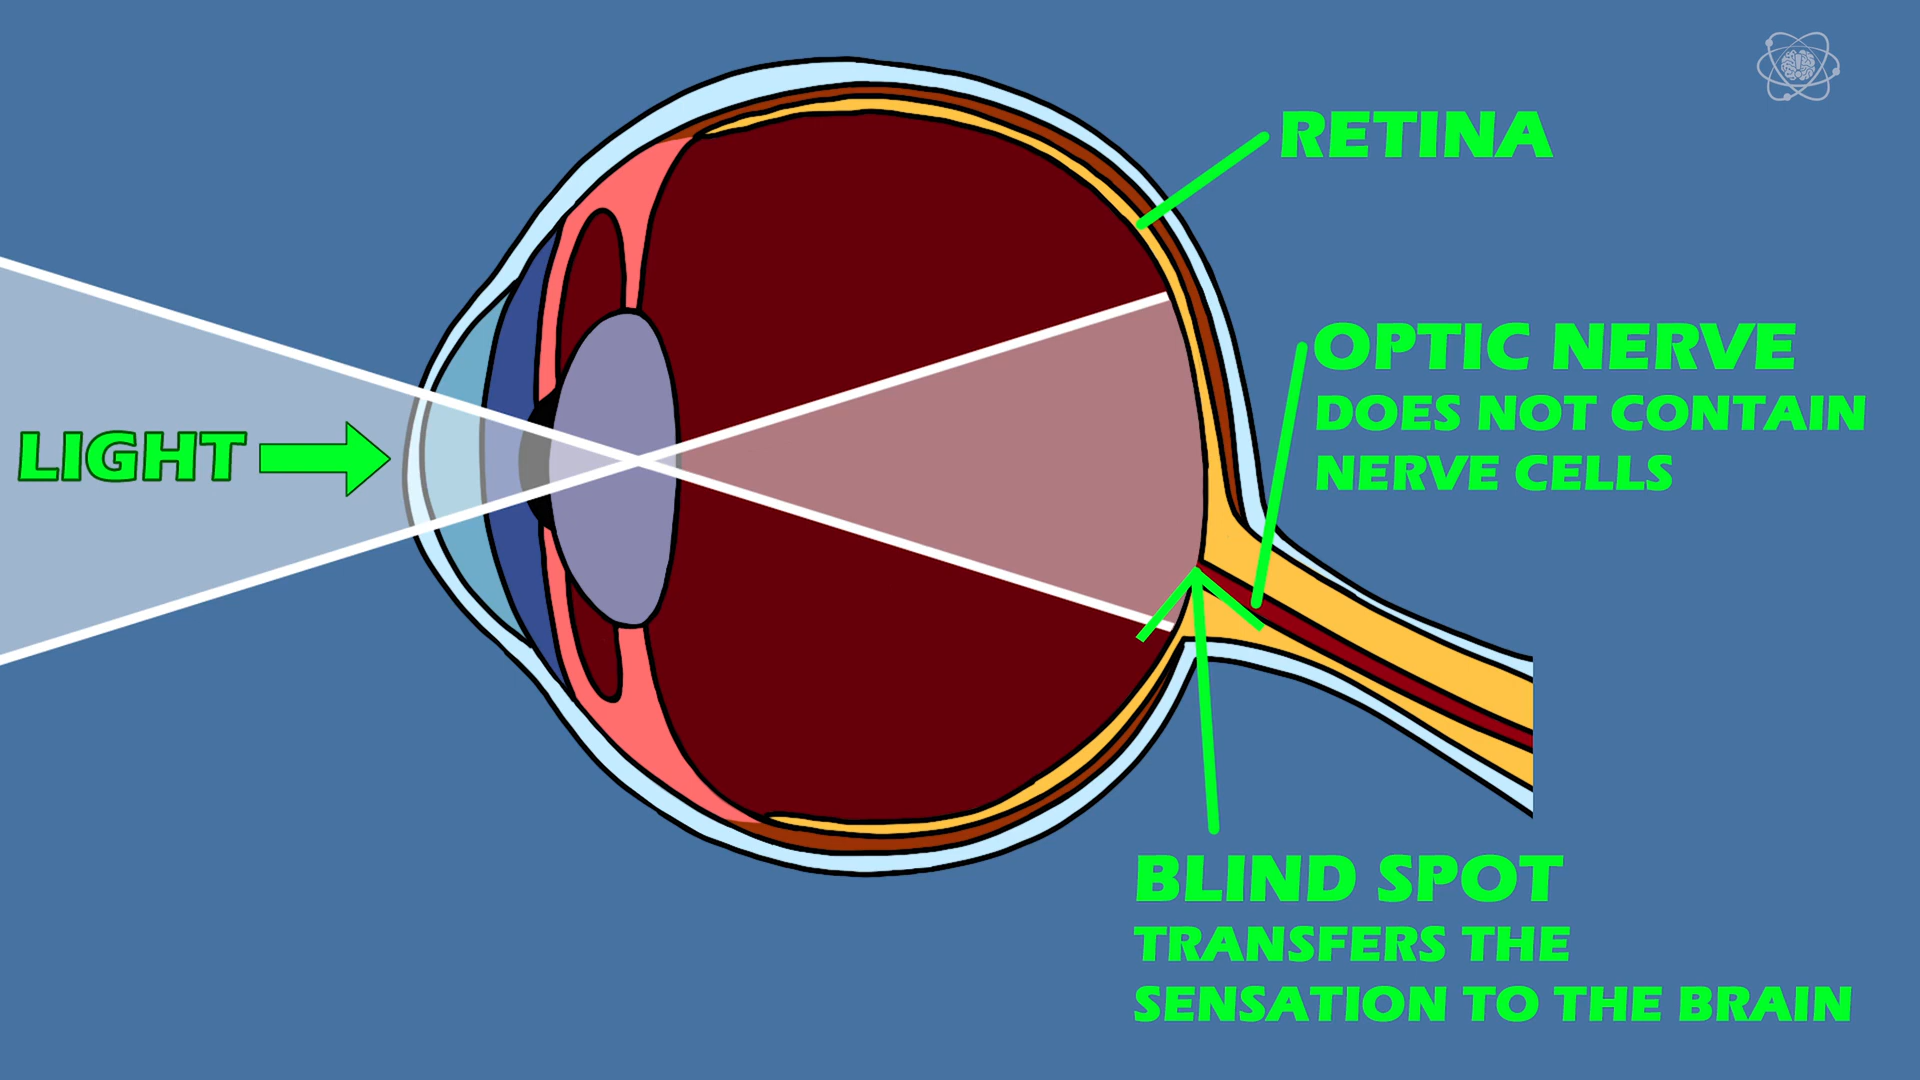 RETINA
OPTIC NERVE
DOES NOT CONTAIN
NERVE CELLS
LIGHT
BLIND SPOT
TRANSFERS THE
SENSATION TO THE BRAIN